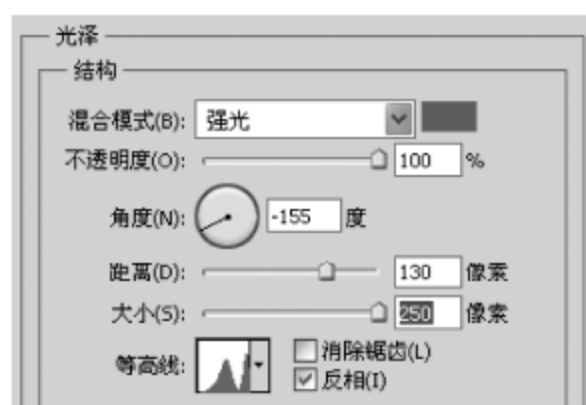 光泽
结构
混合模式(B): 强光
不透明度(O): 100 %
角度(N): -155 度
距离(D): 130 像素
大小(S): 250 像素
等高线: 消除锯齿(L)
反相(I)